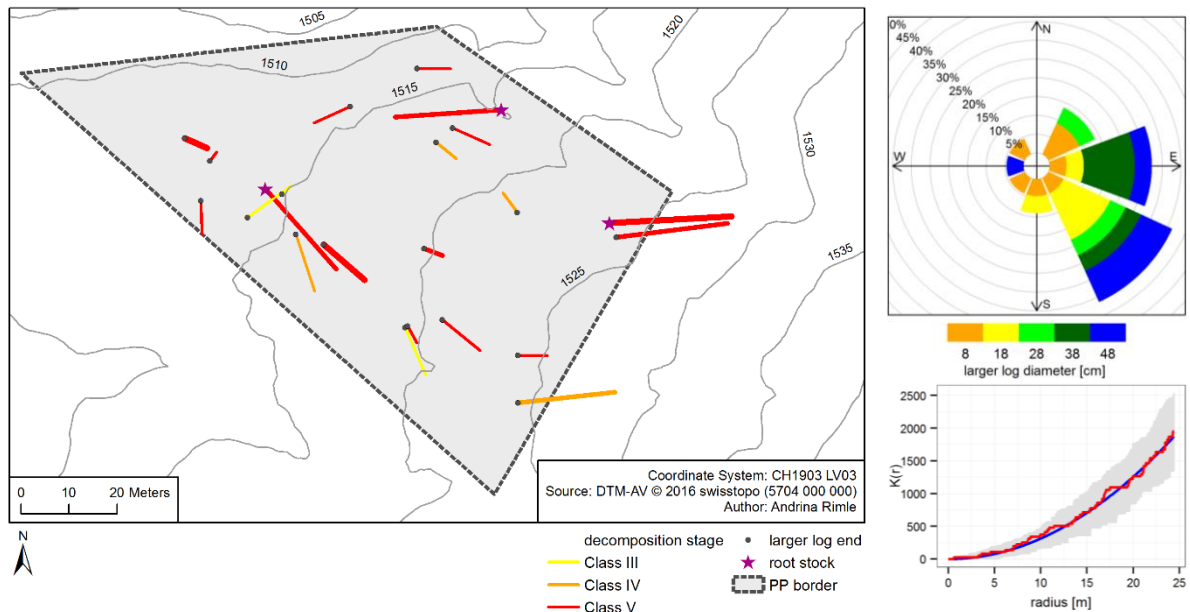 1505
1510
1515
1520
1530
1535
1525
0 10 20 Meters
Coordinate System: CH1903 LV03
Source: DTM-AV © 2016 swisstopo (5704 000 000)
Author: Andrina Rimle
N
decomposition stage
Class III
Class IV
Class V
larger log end
root stock
PP border
0%
45%
40%
35%
30%
25%
20%
15%
10%
5%
N
W
E
S
8 18 28 38 48
larger log diameter [cm]
K(r)
2500
2000
1500
1000
500
0
0 5 10 15 20 25
radius [m]